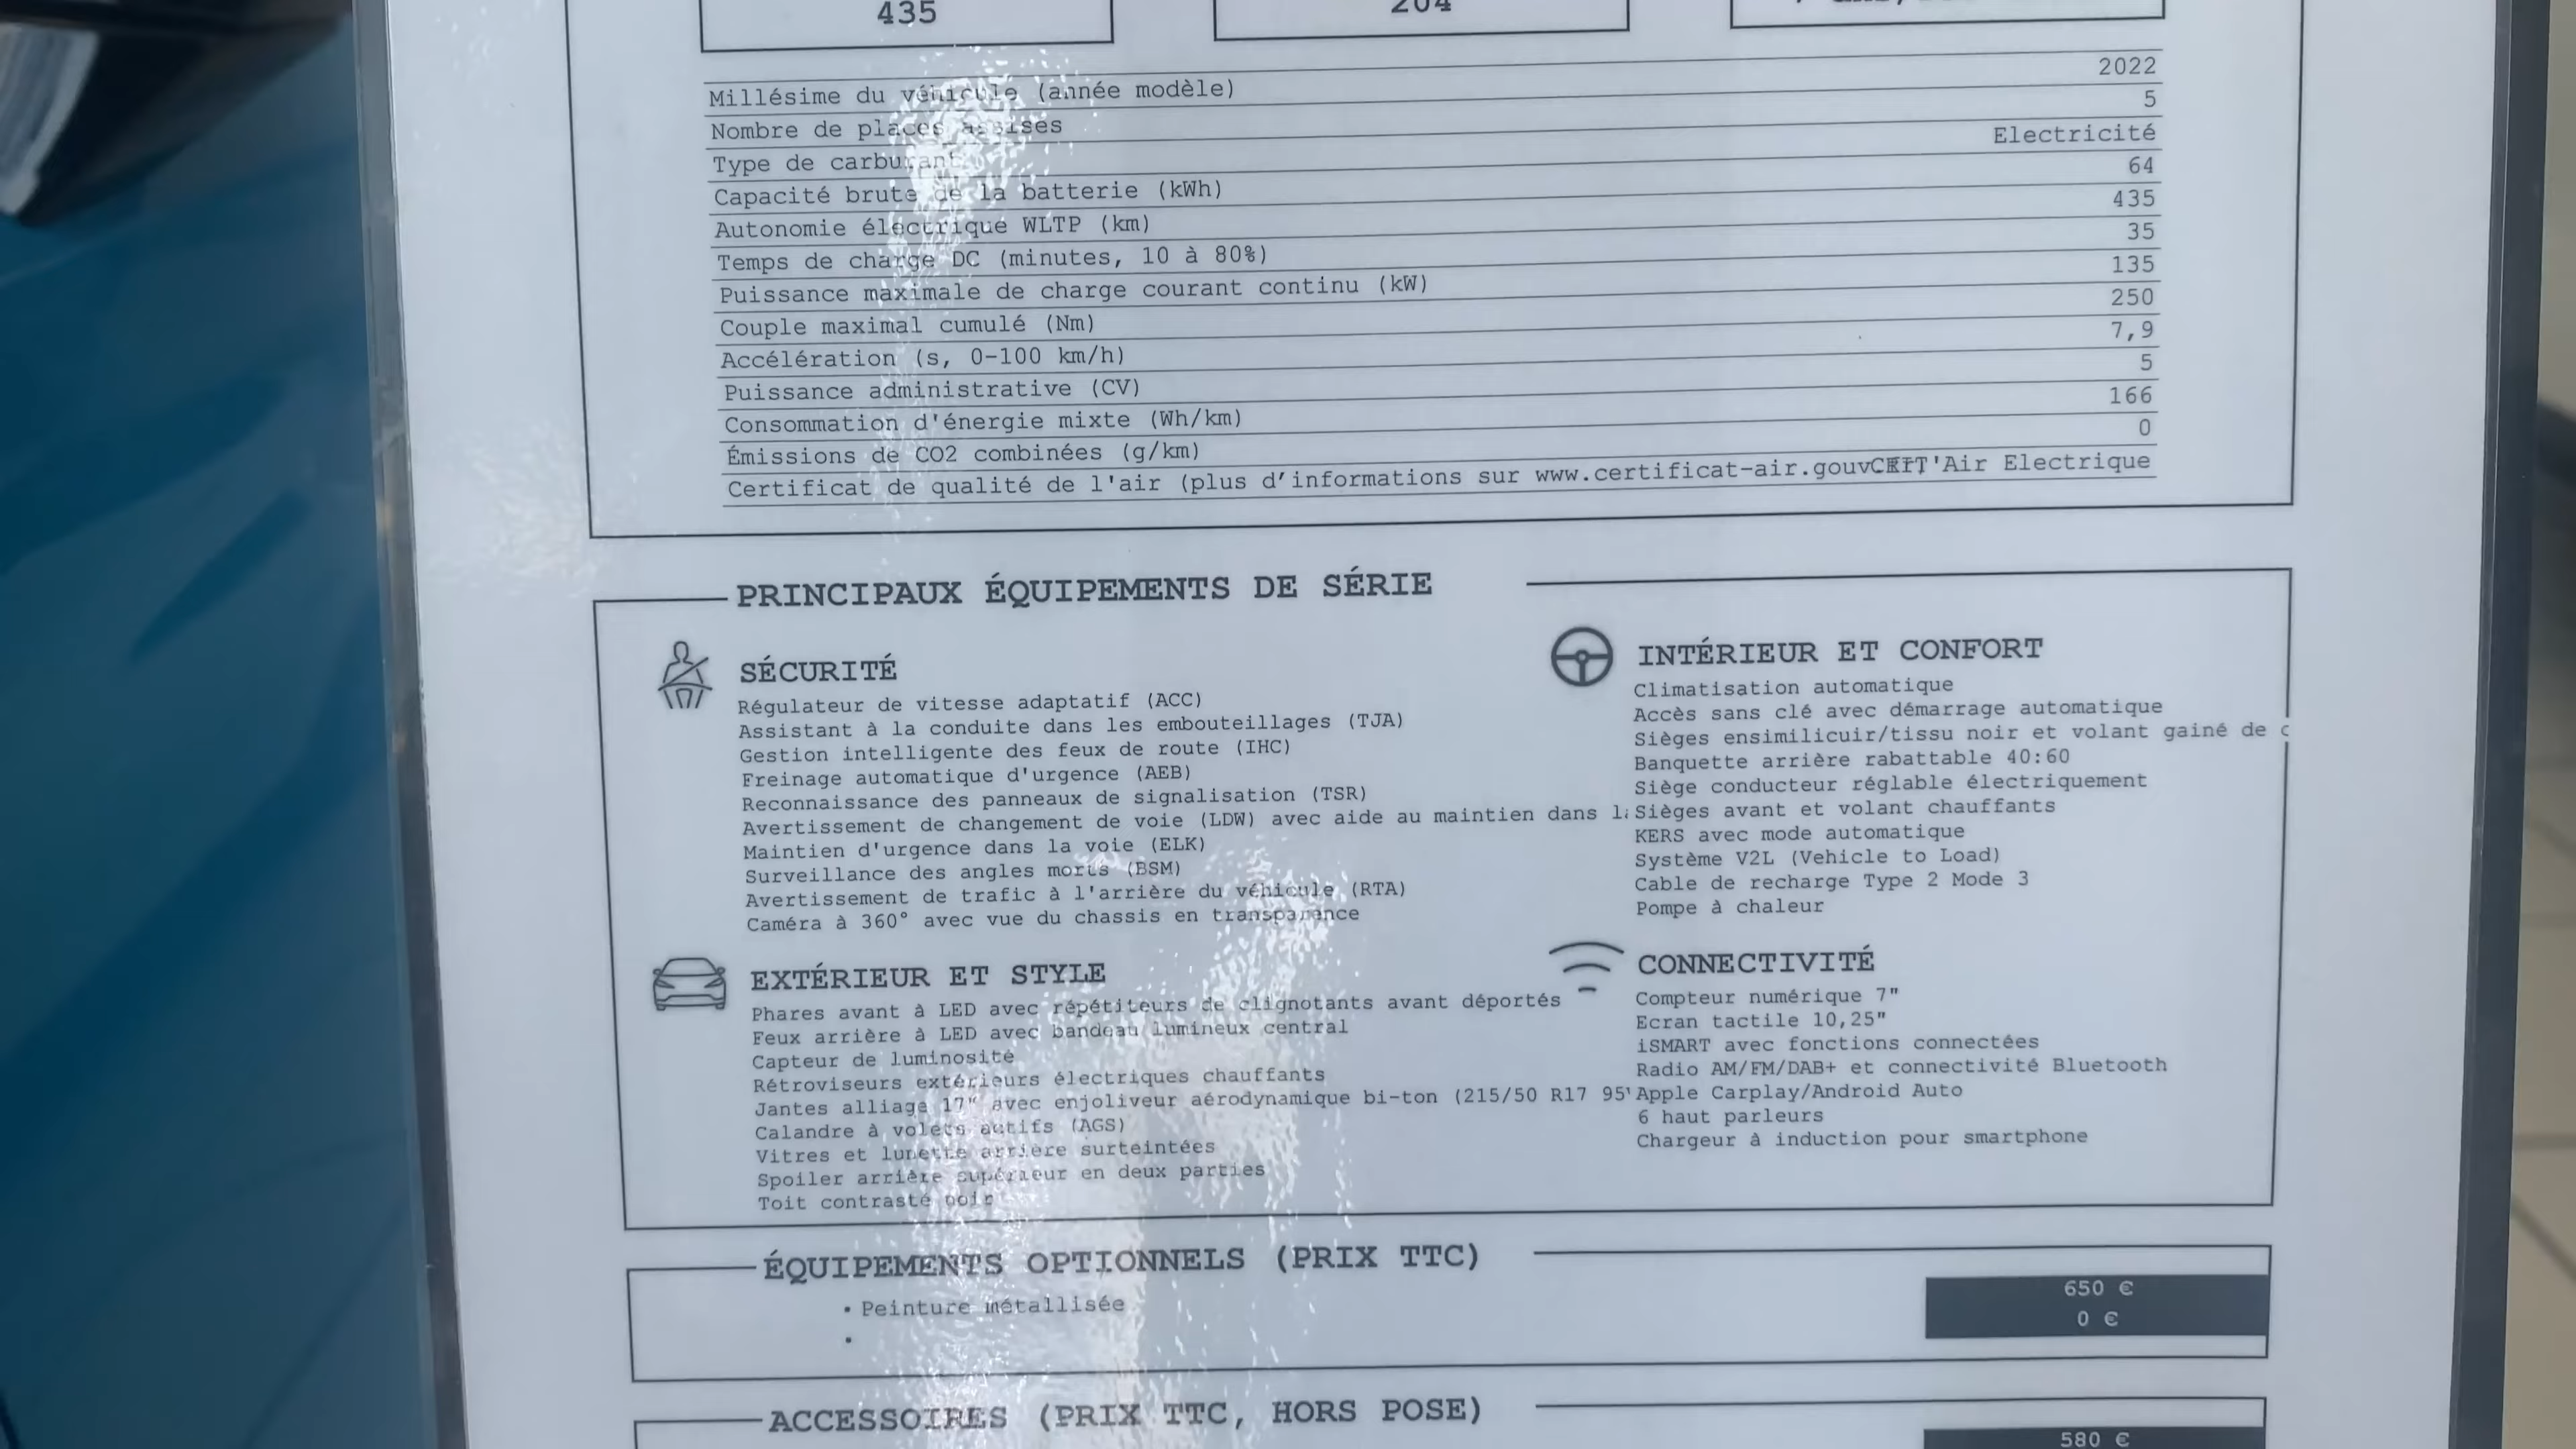 435
204
Millésime du véhicule (année modèle) 2022
Nombre de places assises 5
Type de carburant Electricité
Capacité brute de la batterie (kWh) 64
Autonomie électrique WLTP (km) 435
Temps de charge DC (minutes, 10 à 80%) 35
Puissance maximale de charge courant continu (kW) 135
Couple maximal cumulé (Nm) 250
Accélération (s, 0-100 km/h) 7,9
Puissance administrative (CV) 5
Consommation d'énergie mixte (Wh/km) 166
Émissions de CO2 combinées (g/km) 0
Certificat de qualité de l'air (plus d’informations sur www.certificat-air.gouv Air Electrique
PRINCIPAUX ÉQUIPEMENTS DE SÉRIE
SÉCURITÉ
Régulateur de vitesse adaptatif (ACC)
Assistant à la conduite dans les embouteillages (TJA)
Gestion intelligente des feux de route (IHC)
Freinage automatique d'urgence (AEB)
Reconnaissance des panneaux de signalisation (TSR)
Avertissement de changement de voie (LDW) avec aide au maintien dans
Maintien d'urgence dans la voie (ELK)
Surveillance des angles morts (BSM)
Avertissement de trafic à l'arrière du véhicule (RTA)
Caméra à 360° avec vue du chassis en transparence
INTÉRIEUR ET CONFORT
Climatisation automatique
Accès sans clé avec démarrage automatique
Sièges ensimilicuir/tissu noir et volant gainé de
Banquette arrière rabattable 40:60
Siège conducteur réglable électriquement
Sièges avant et volant chauffants
KERS avec mode automatique
Système V2L (Vehicle to Load)
Cable de recharge Type 2 Mode 3
Pompe à chaleur
EXTÉRIEUR ET STYLE
Phares avant à LED avec répétiteurs de clignotants avant déportés
Feux arrière à LED avec bandeau lumineux central
Capteur de luminosité
Rétroviseurs extérieurs électriques chauffants
Jantes alliage 17" avec enjoliveur aérodynamique bi-ton (215/50 R17 95
Calandre à volets actifs (AGS)
Vitres et lunette arrière surteintées
Spoiler arrière supérieur en deux parties
Toit contrasté noir
CONNECTIVITÉ
Compteur numérique 7"
Ecran tactile 10,25"
iSMART avec fonctions connectées
Radio AM/FM/DAB+ et connectivité Bluetooth
Apple Carplay/Android Auto
6 haut parleurs
Chargeur à induction pour smartphone
ÉQUIPEMENTS OPTIONNELS (PRIX TTC)
• Peinture métallisée 650 €
• 0 €
ACCESSOIRES (PRIX TTC, HORS POSE)
580 €